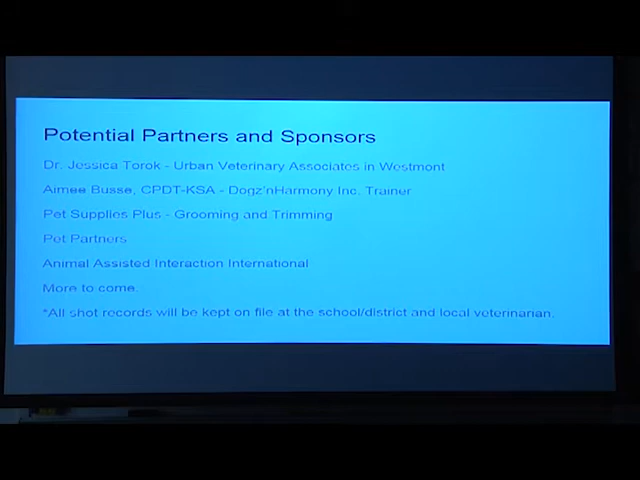 Potential Partners and Sponsors
Dr. Jessica Torok - Urban Veterinary Associates in Westmont
Aimee Busse, CPDT-KSA - Dogz'nHarmony Inc. Trainer
Pet Supplies Plus - Grooming and Trimming
Pet Partners
Animal Assisted Interaction International
More to come.
*All shot records will be kept on file at the school/district and local veterinarian.